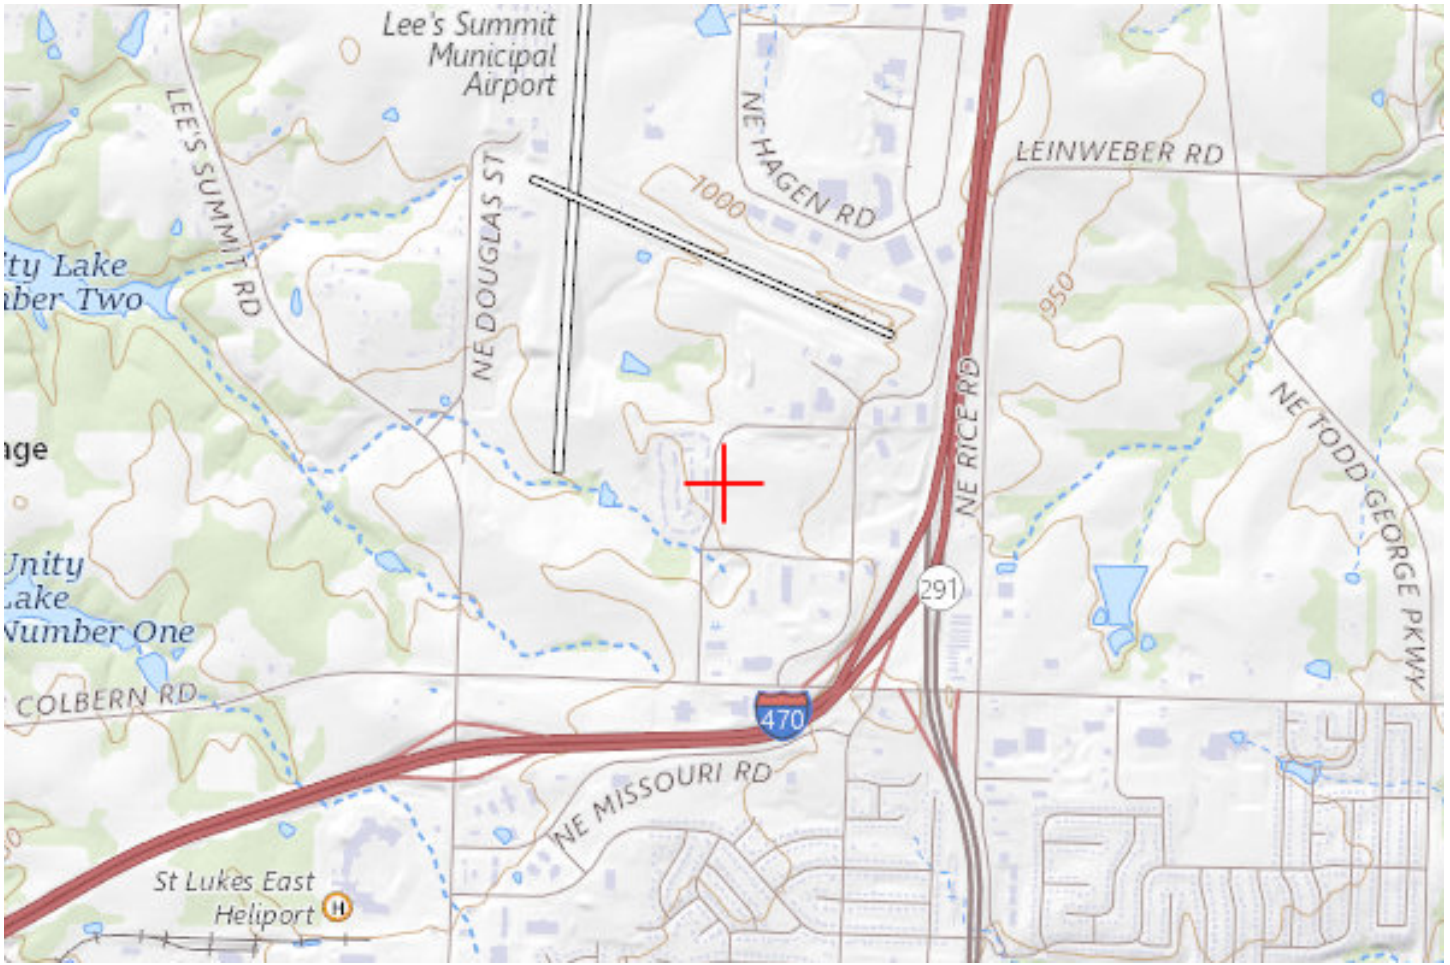 Lee's Summit
Municipal
Airport
LEE'S SUMMIT RD
NE DOUGLAS ST
NE HAGEN RD
1000
LEINWEBER RD
ity Lake
ber Two
950
NE RICE RD
NE TODD GEORGE PKWY
age
Unity
Lake
Number One
291
COLBERN RD
470
NE MISSOURI RD
St Lukes East
Heliport
H